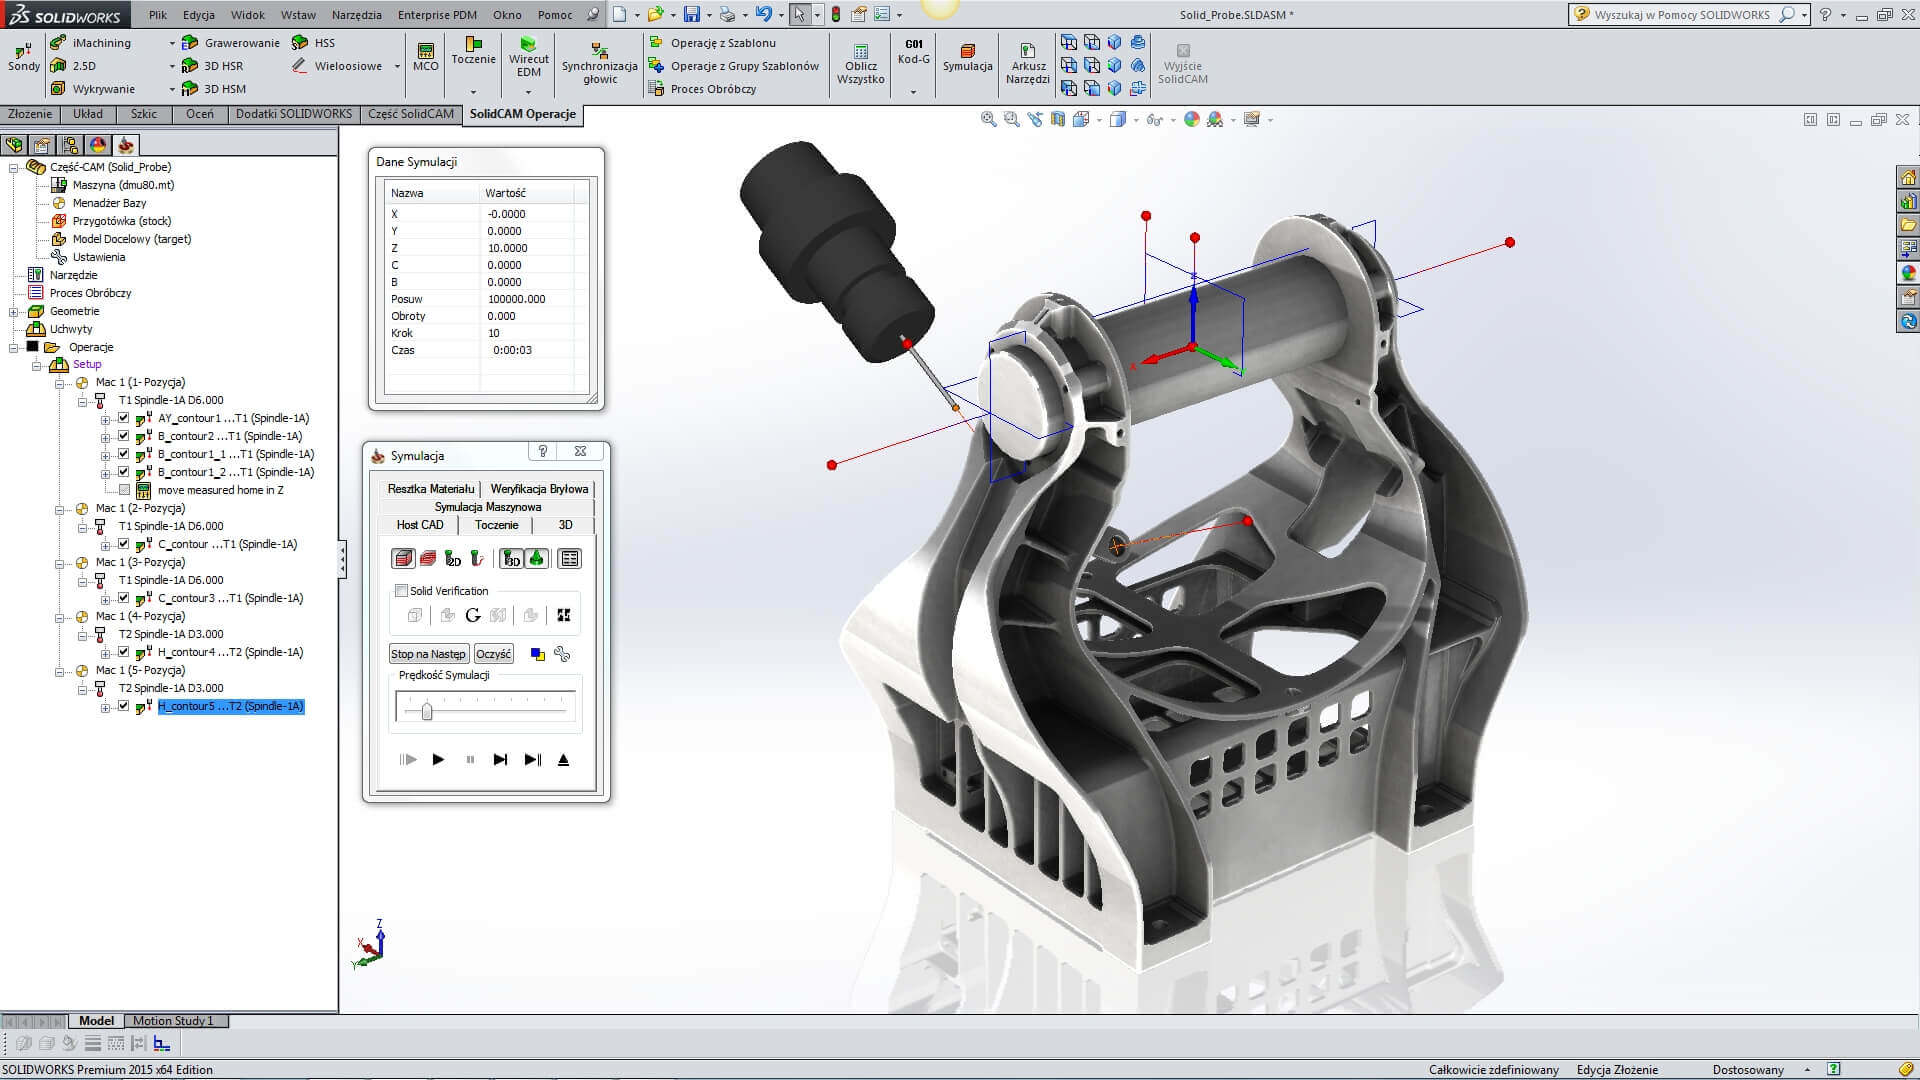 SOLIDWORKS Plik Edycja Widok Wstaw Narzędzia Enterprise PDM Okno Pomoc Solid_Probe.SLDASM * Wyszukaj w Pomocy SOLIDWORKS
iMachining Grawerowanie HSS Operację z Szablonu
Sondy 2.5D 3D HSR Wieloosiowe MCO Toczenie Wirecut EDM Synchronizacja głowic Operacje z Grupy Szablonów Oblicz Wszystko G01 Kod-G Symulacja Arkusz Narzędzi Wyjście SolidCAM
Wykrywanie 3D HSM Proces Obróbczy
Złożenie Układ Szkic Oceń Dodatki SOLIDWORKS Część SolidCAM SolidCAM Operacje
Część-CAM (Solid_Probe)
Maszyna (dmu80.mt)
Menadżer Bazy
Przygotówka (stock)
Model Docelowy (target)
Ustawienia
Narzędzie
Proces Obróbczy
Geometrie
Uchwyty
Operacje
Setup
Mac 1 (1- Pozycja)
T1 Spindle-1A D6.000
AY_contour1 ...T1 (Spindle-1A)
B_contour2 ...T1 (Spindle-1A)
B_contour1_1 ...T1 (Spindle-1A)
B_contour1_2 ...T1 (Spindle-1A)
move measured home in Z
Mac 1 (2- Pozycja)
T1 Spindle-1A D6.000
C_contour ...T1 (Spindle-1A)
Mac 1 (3- Pozycja)
T1 Spindle-1A D6.000
C_contour3 ...T1 (Spindle-1A)
Mac 1 (4- Pozycja)
T2 Spindle-1A D3.000
H_contour4 ...T2 (Spindle-1A)
Mac 1 (5- Pozycja)
T2 Spindle-1A D3.000
H_contour5 ...T2 (Spindle-1A)
Dane Symulacji
Nazwa Wartość
X -0.0000
Y 0.0000
Z 10.0000
C 0.0000
B 0.0000
Posuw 100000.000
Obroty 0.000
Krok 10
Czas 0:00:03
Symulacja
Resztka Materiału Weryfikacja Bryłowa
Symulacja Maszynowa
Host CAD Toczenie 3D
2D 3D
Solid Verification
Stop na Następ Oczyść
Prędkość Symulacji
Z
X
Y
Model Motion Study 1
SOLIDWORKS Premium 2015 x64 Edition Całkowicie zdefiniowany Edycja Złożenie Dostosowany